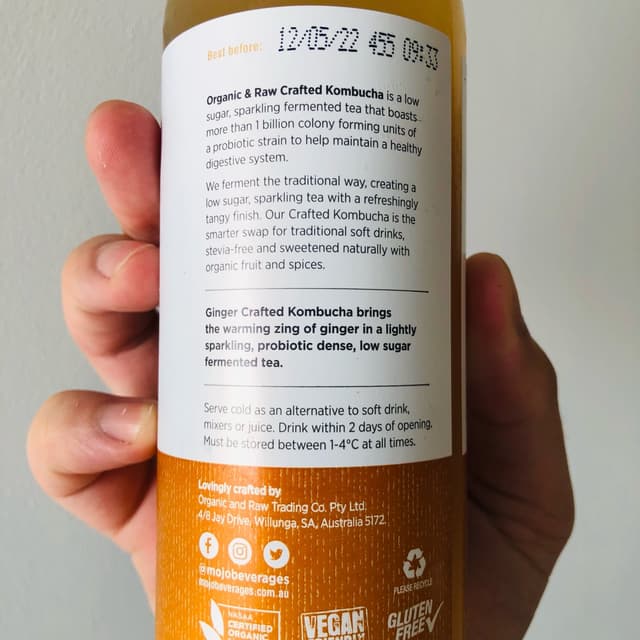 Best before: 12/05/22 455 09:33
Organic & Raw Crafted Kombucha is a low
sugar, sparkling fermented tea that boasts
more than 1 billion colony forming units of
a probiotic strain to help maintain a healthy
digestive system.
We ferment the traditional way, creating a
low sugar, sparkling tea with a refreshingly
tangy finish. Our Crafted Kombucha is the
smarter swap for traditional soft drinks,
stevia-free and sweetened naturally with
organic fruit and spices.
Ginger Crafted Kombucha brings
the warming zing of ginger in a lightly
sparkling, probiotic dense, low sugar
fermented tea.
Serve cold as an alternative to soft drink,
mixers or juice. Drink within 2 days of opening.
Must be stored between 1-4°C at all times.
Lovingly crafted by
Organic and Raw Trading Co. Pty Ltd.
4/8 Jay Drive, Willunga, SA, Australia 5172.
@mojobeverages
mojobeverages.com.au
PLEASE RECYCLE
NASAA
CERTIFIED
ORGANIC
VEGAN
FRIENDLY
GLUTEN
FREE